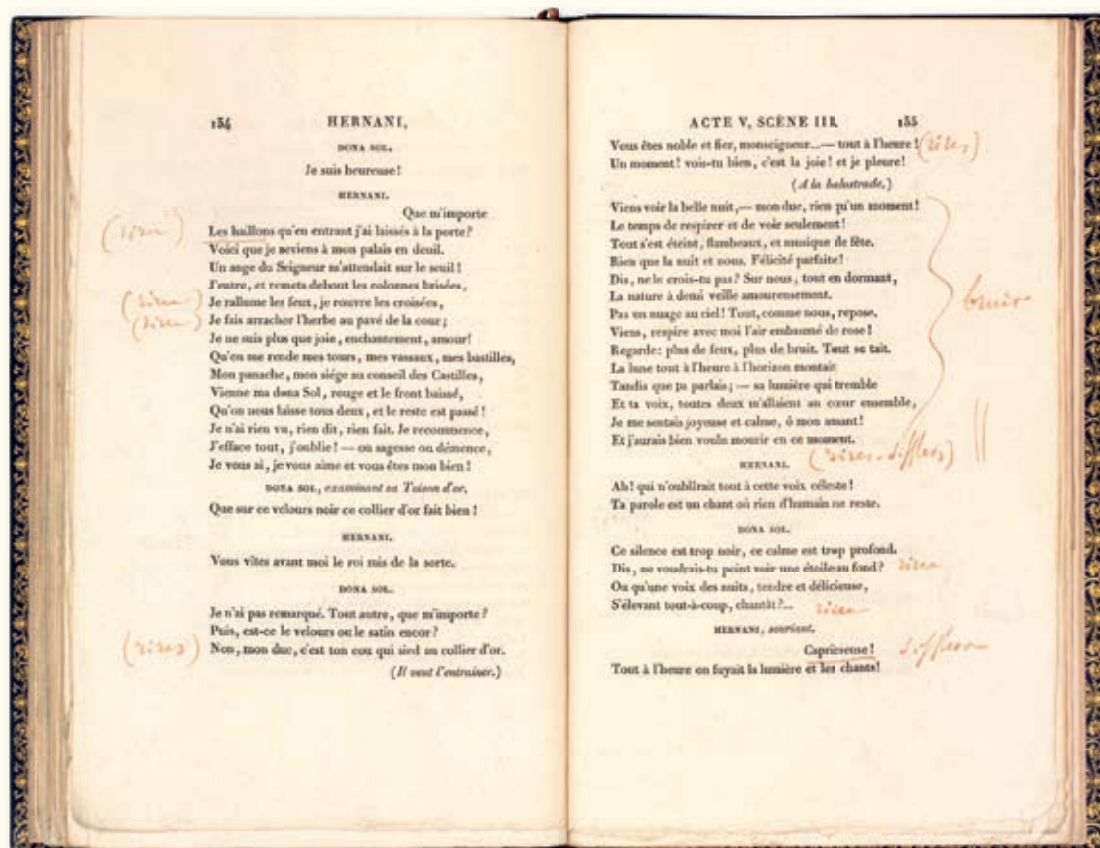 134 HERNANI,
DONA SOL.
Je suis heureuse!
HERNANI.
Que m'importe
(rires) Les haillons qu'en entrant j'ai laissés à la porte?
Voici que je reviens à mon palais en deuil.
Un ange du Seigneur m'attendait sur le seuil!
J'entre, et remets debout les colonnes brisées,
(rires) Je rallume les feux, je rouvre les croisées,
(rires) Je fais arracher l'herbe au pavé de la cour;
Je ne suis plus que joie, enchantement, amour!
Qu'on me rende mes tours, mes vassaux, mes bastilles,
Mon panache, mon siége au conseil des Castilles,
Vienne ma dona Sol, rouge et le front baissé,
Qu'on nous laisse tous deux, et le reste est passé!
Je n'ai rien vu, rien dit, rien fait. Je recommence,
J'efface tout, j'oublie! — ou sagesse ou démence,
Je vous ai, je vous aime et vous êtes mon bien!
DONA SOL, examinant sa Toison d'or.
Que sur ce velours noir ce collier d'or fait bien!
HERNANI.
Vous vîtes avant moi le roi mis de la sorte.
DONA SOL.
Je n'ai pas remarqué. Tout autre, que m'importe?
Puis, est-ce le velours ou le satin encor?
(rires) Non, mon duc, c'est ton cou qui sied au collier d'or.
(Il veut l'entrainer.)
ACTE V, SCÈNE III. 135
Vous êtes noble et fier, monseigneur...— tout à l'heure! (rires)
Un moment! vois-tu bien, c'est la joie! et je pleure!
(A la balustrade.)
Viens voir la belle nuit,— mon duc, rien qu'un moment!
Le temps de respirer et de voir seulement!
Tout s'est éteint, flambeaux, et musique de fête.
Rien que la nuit et nous. Félicité parfaite!
Dis, ne le crois-tu pas? Sur nous, tout en dormant,
La nature à demi veille amoureusement.
Pas un nuage au ciel! Tout, comme nous, repose.
Viens, respire avec moi l'air embaumé de rose!
Regarde: plus de feux, plus de bruit. Tout se tait.
La lune tout à l'heure à l'horizon montait
Tandis que tu parlais; — sa lumière qui tremble
Et ta voix, toutes deux m'allaient au cœur ensemble,
Je me sentais joyeuse et calme, ô mon amant!
Et j'aurais bien voulu mourir en ce moment.
bruit
(rires - sifflets)
HERNANI.
Ah! qui n'oublîrait tout à cette voix céleste!
Ta parole est un chant où rien d'humain ne reste.
DONA SOL.
Ce silence est trop noir, ce calme est trop profond.
Dis, ne voudrais-tu point voir une étoile au fond? rires
Ou qu'une voix des nuits, tendre et délicieuse,
S'élevant tout-à-coup, chantât?... rires
HERNANI, souriant.
Capricieuse! sifflets
Tout à l'heure on fuyait la lumière et les chants!